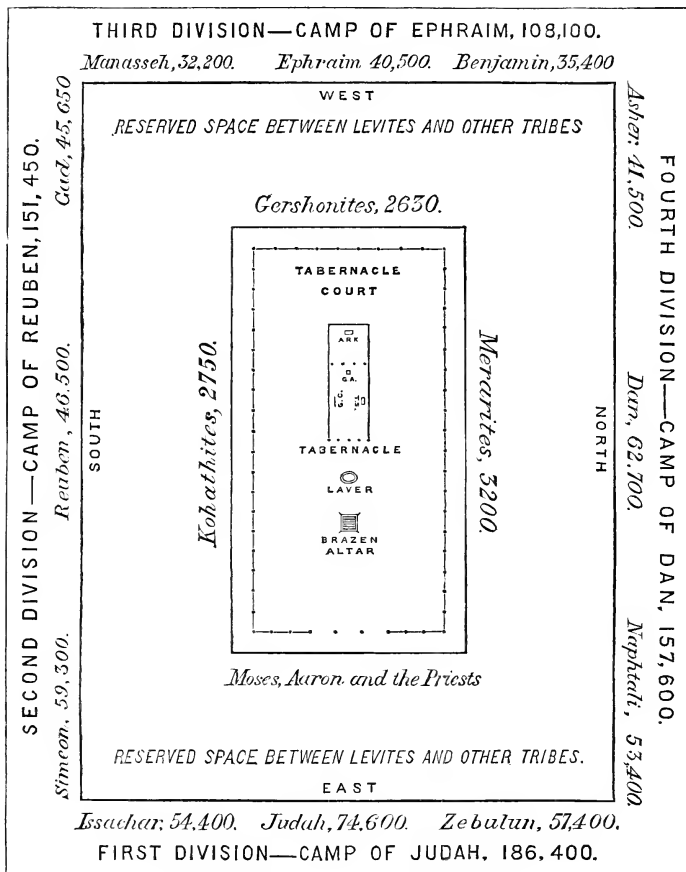 THIRD DIVISION—CAMP OF EPHRAIM, 108,100.
Manasseh, 32,200. Ephraim 40,500. Benjamin, 35,400
WEST
RESERVED SPACE BETWEEN LEVITES AND OTHER TRIBES
Gershonites, 2630.
SECOND DIVISION—CAMP OF REUBEN, 151,450.
Gad, 45,650
Reuben, 46,500.
Simeon, 59,300.
SOUTH
Kohathites, 2750.
TABERNACLE
COURT
ARK
G.A.
TABERNACLE
LAVER
BRAZEN
ALTAR
Merarites, 3200.
NORTH
Asher, 41,500.
Dan, 62,700.
Naphtali, 53,400.
FOURTH DIVISION—CAMP OF DAN, 157,600.
Moses, Aaron and the Priests
RESERVED SPACE BETWEEN LEVITES AND OTHER TRIBES.
EAST
Issachar, 54,400. Judah, 74,600. Zebulun, 57,400.
FIRST DIVISION—CAMP OF JUDAH, 186,400.